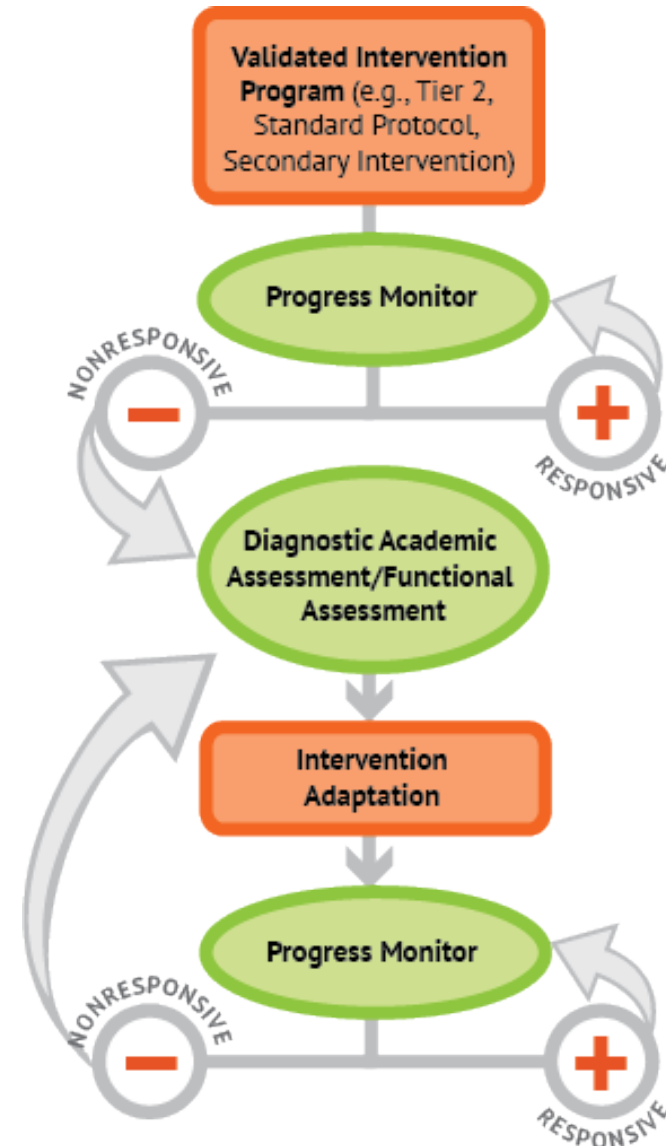 Validated Intervention
Program (e.g., Tier 2,
Standard Protocol,
Secondary Intervention)
Progress Monitor
NONRESPONSIVE
RESPONSIVE
Diagnostic Academic
Assessment/Functional
Assessment
Intervention
Adaptation
Progress Monitor
NONRESPONSIVE
RESPONSIVE